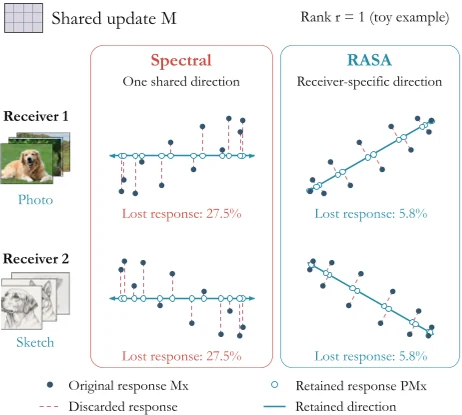 Shared update M
Rank r = 1 (toy example)
Spectral
One shared direction
RASA
Receiver-specific direction
Receiver 1
Photo
Lost response: 27.5%
Lost response: 5.8%
Receiver 2
Sketch
Lost response: 27.5%
Lost response: 5.8%
Original response Mx
Retained response PMx
Discarded response
Retained direction